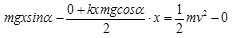 mgxsinα − (0+kxmgcosα)/2 · x = 1/2 mv² − 0